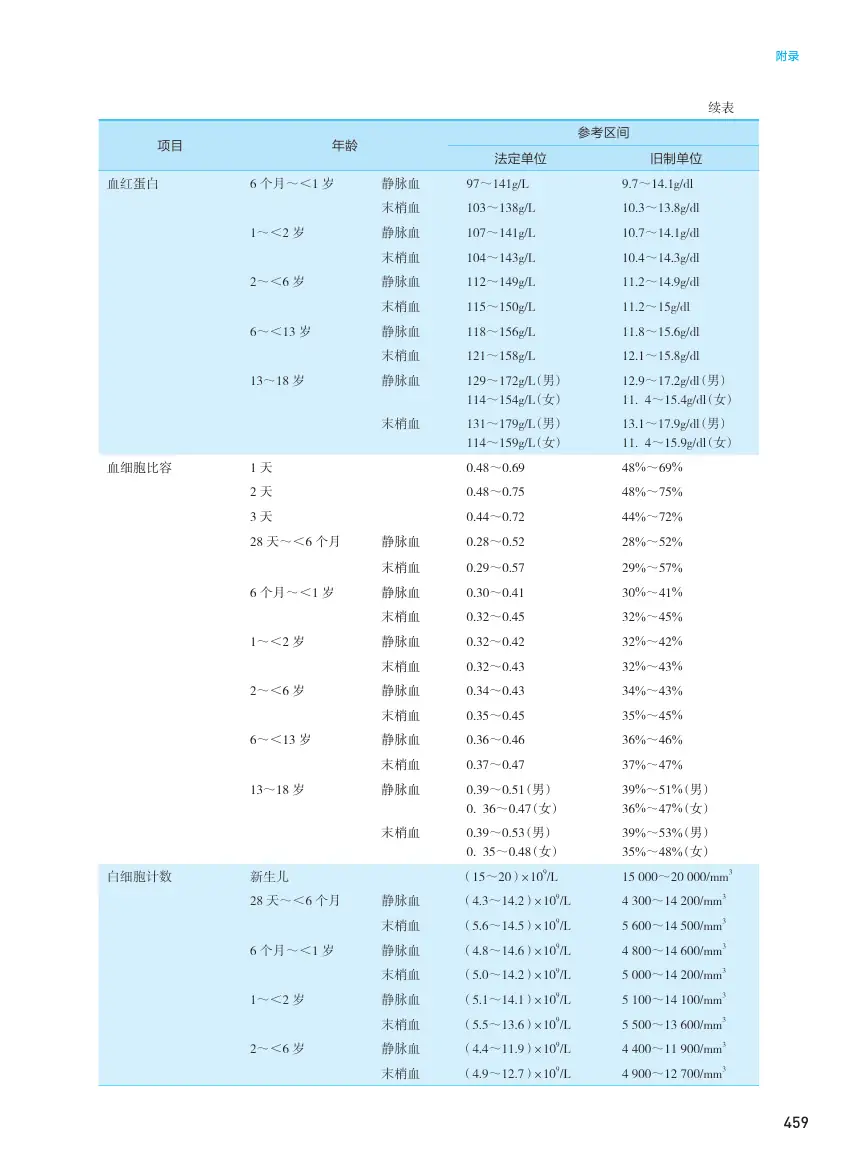 附录
续表
项目 年龄 参考区间
法定单位 旧制单位
血红蛋白 6 个月～＜1 岁 静脉血 97～141g/L 9.7～14.1g/dl
末梢血 103～138g/L 10.3～13.8g/dl
1～＜2 岁 静脉血 107～141g/L 10.7～14.1g/dl
末梢血 104～143g/L 10.4～14.3g/dl
2～＜6 岁 静脉血 112～149g/L 11.2～14.9g/dl
末梢血 115～150g/L 11.2～15g/dl
6～＜13 岁 静脉血 118～156g/L 11.8～15.6g/dl
末梢血 121～158g/L 12.1～15.8g/dl
13～18 岁 静脉血 129～172g/L（男） 12.9～17.2g/dl（男）
114～154g/L（女） 11. 4～15.4g/dl（女）
末梢血 131～179g/L（男） 13.1～17.9g/dl（男）
114～159g/L（女） 11. 4～15.9g/dl（女）
血细胞比容 1 天 0.48～0.69 48%～69%
2 天 0.48～0.75 48%～75%
3 天 0.44～0.72 44%～72%
28 天～＜6 个月 静脉血 0.28～0.52 28%～52%
末梢血 0.29～0.57 29%～57%
6 个月～＜1 岁 静脉血 0.30～0.41 30%～41%
末梢血 0.32～0.45 32%～45%
1～＜2 岁 静脉血 0.32～0.42 32%～42%
末梢血 0.32～0.43 32%～43%
2～＜6 岁 静脉血 0.34～0.43 34%～43%
末梢血 0.35～0.45 35%～45%
6～＜13 岁 静脉血 0.36～0.46 36%～46%
末梢血 0.37～0.47 37%～47%
13～18 岁 静脉血 0.39～0.51（男） 39%～51%（男）
0. 36～0.47（女） 36%～47%（女）
末梢血 0.39～0.53（男） 39%～53%（男）
0. 35～0.48（女） 35%～48%（女）
白细胞计数 新生儿 （15～20）×10⁹/L 15 000～20 000/mm³
28 天～＜6 个月 静脉血 （4.3～14.2）×10⁹/L 4 300～14 200/mm³
末梢血 （5.6～14.5）×10⁹/L 5 600～14 500/mm³
6 个月～＜1 岁 静脉血 （4.8～14.6）×10⁹/L 4 800～14 600/mm³
末梢血 （5.0～14.2）×10⁹/L 5 000～14 200/mm³
1～＜2 岁 静脉血 （5.1～14.1）×10⁹/L 5 100～14 100/mm³
末梢血 （5.5～13.6）×10⁹/L 5 500～13 600/mm³
2～＜6 岁 静脉血 （4.4～11.9）×10⁹/L 4 400～11 900/mm³
末梢血 （4.9～12.7）×10⁹/L 4 900～12 700/mm³
459